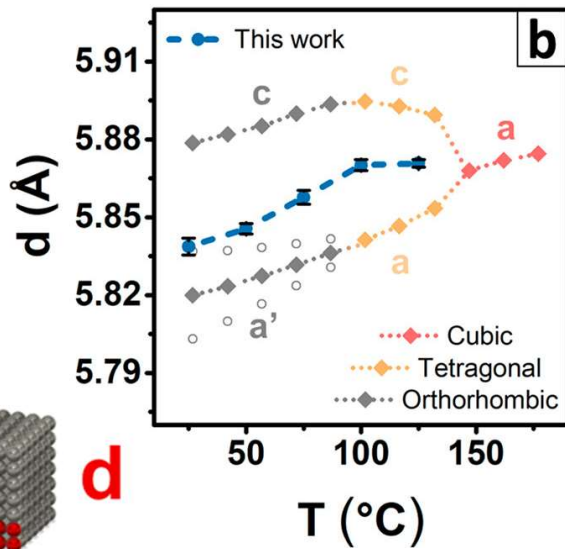 This work
b
c
c
a
a
a'
5.91
5.88
5.85
5.82
5.79
d (Å)
Cubic
Tetragonal
Orthorhombic
50
100
150
T (°C)
d